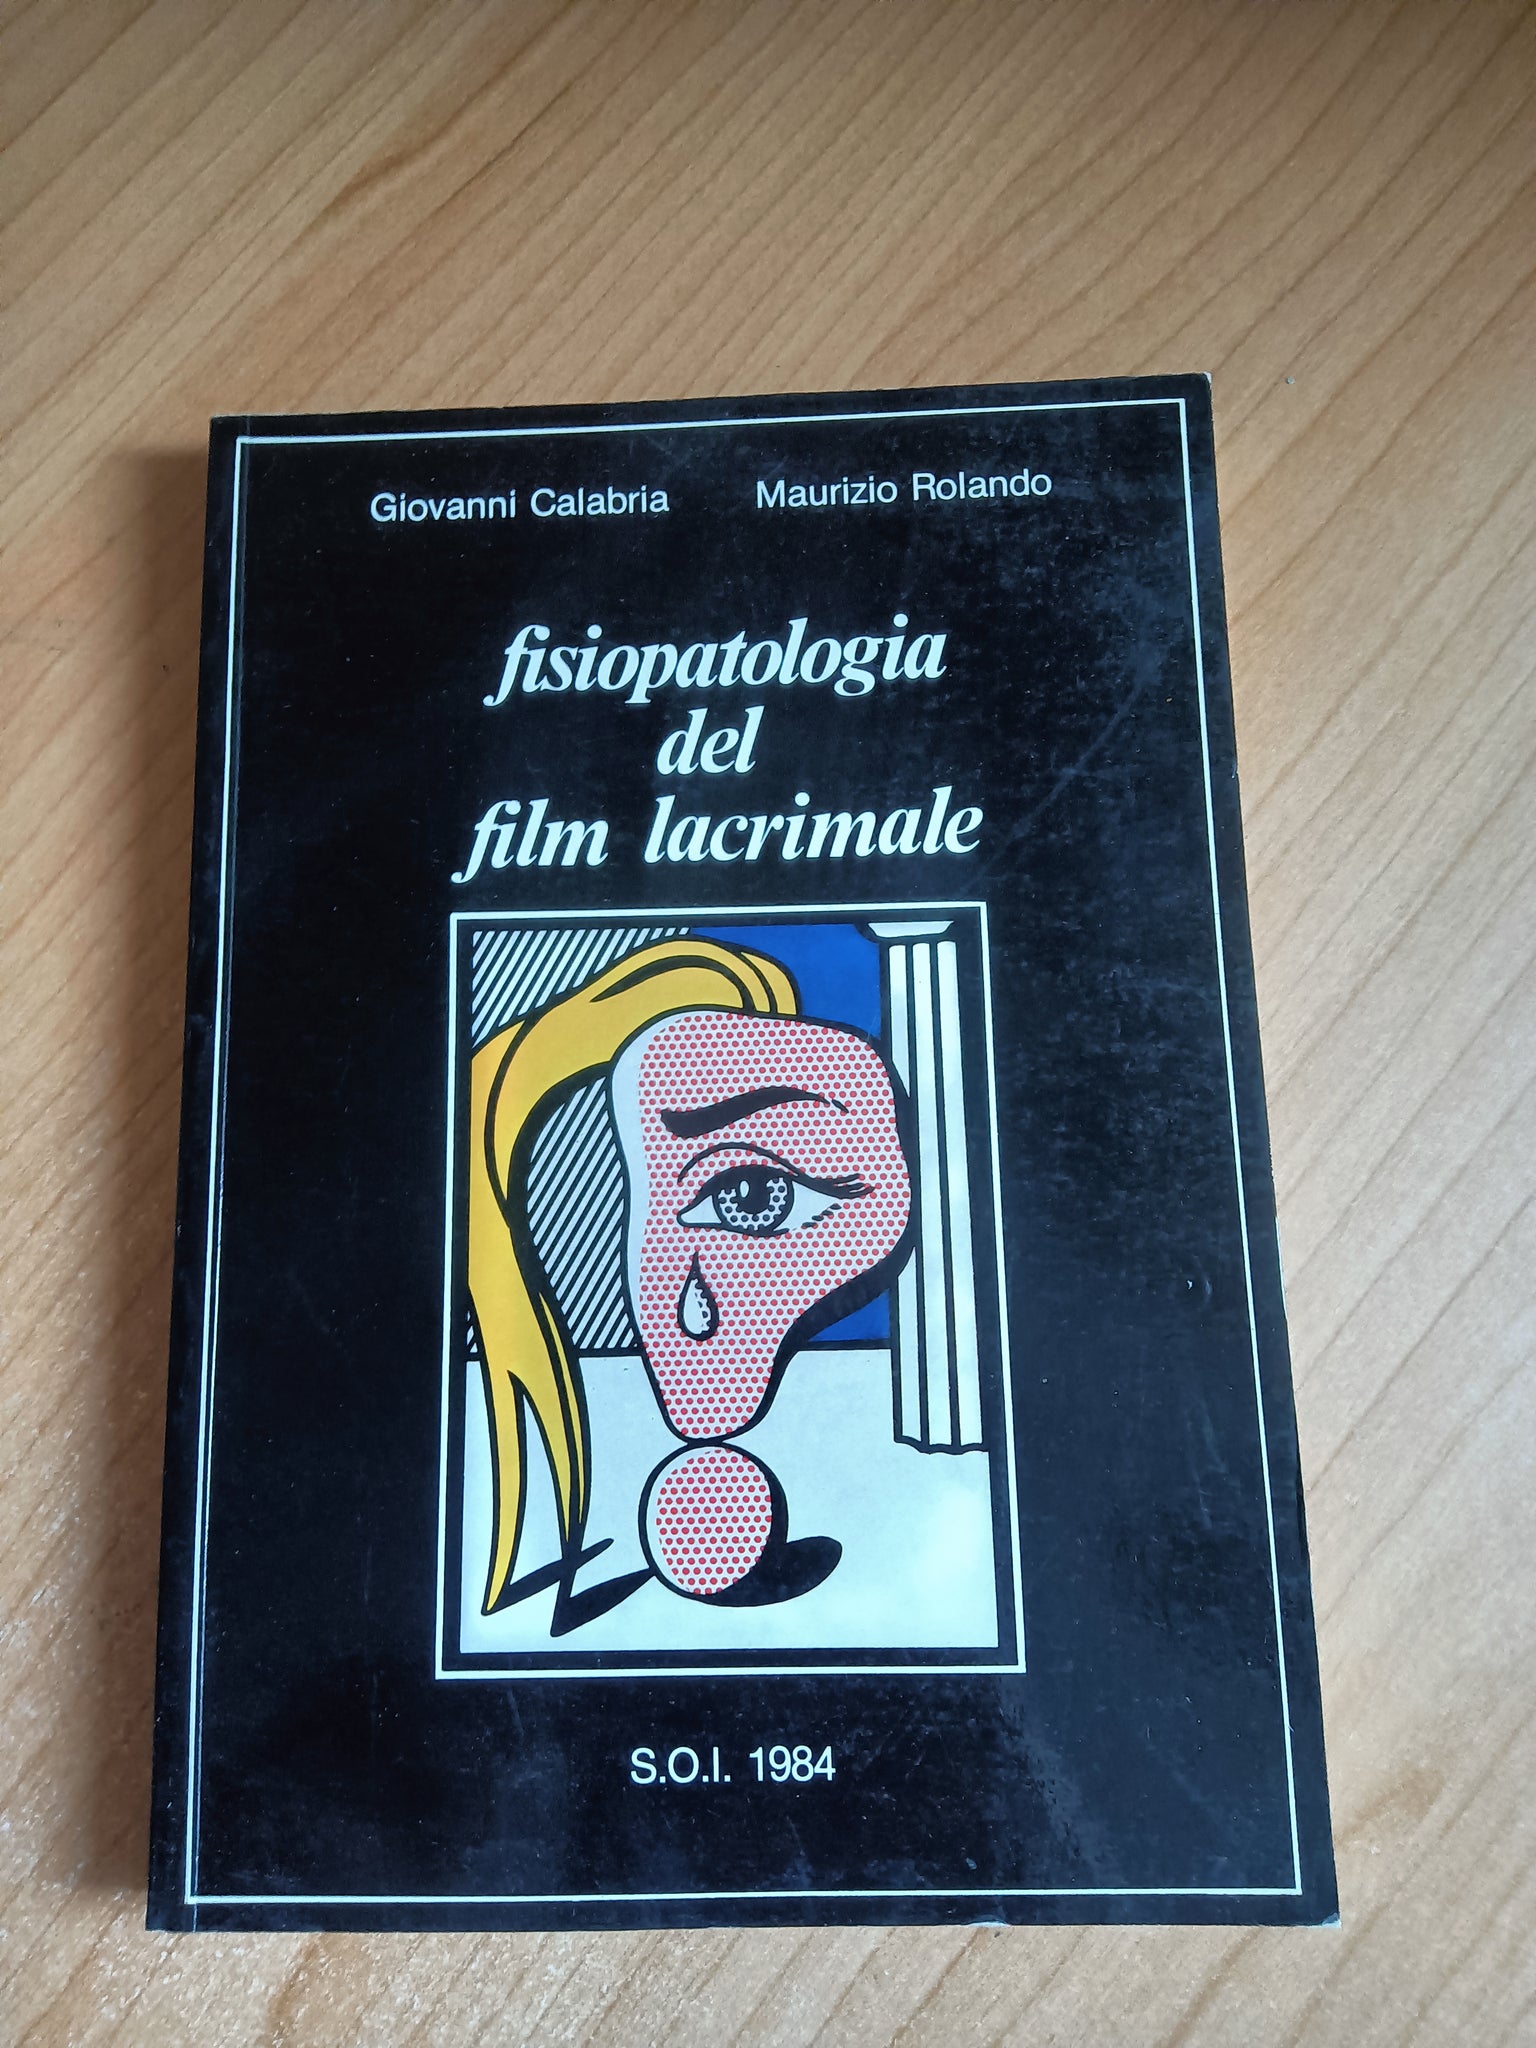 Giovanni Calabria Maurizio Rolando
fisiopatologia
del
film lacrimale
S.O.I. 1984